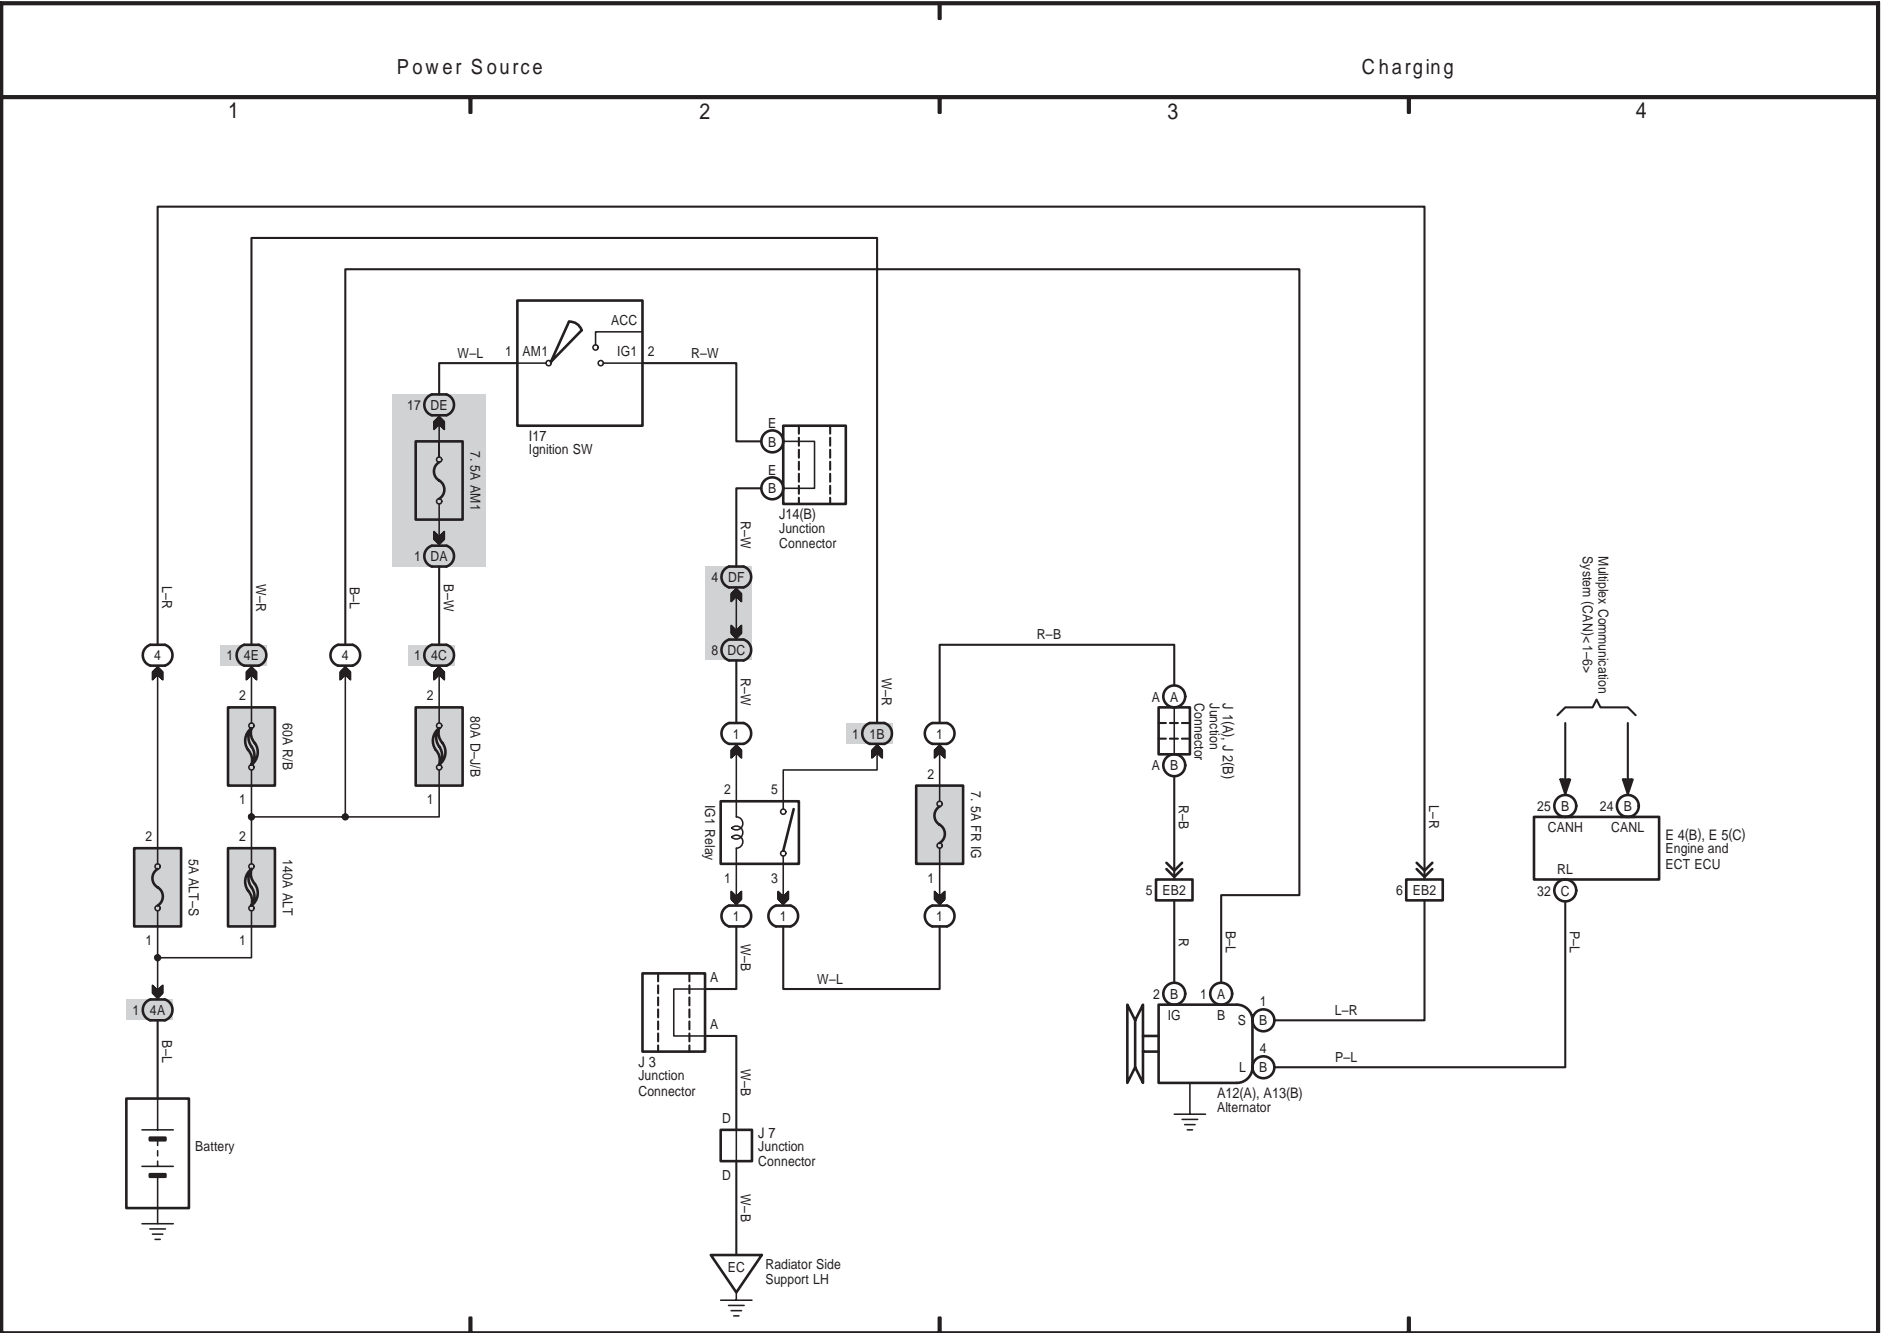 Power Source
Charging
1
2
3
4
ACC
W–L
1
AM1
IG1
2
R–W
17
DE
I17
Ignition SW
7. 5A AM1
E
B
E
B
J14(B)
Junction
Connector
R–W
1
DA
L–R
W–R
B–L
B–W
4
DF
8
DC
Multiplex Communication
System (CAN)<1–6>
4
1
4E
4
1
4C
R–B
R–W
W–R
2
60A R/B
2
80A D–J/B
A
A
J 1(A), J 2(B)
Junction
Connector
A
B
1
1
1B
1
1
1
2
5
IG1 Relay
2
7. 5A FR IG
R–B
L–R
25
B
24
B
CANH
CANL
E 4(B), E 5(C)
Engine and
ECT ECU
RL
32
C
2
5A ALT–S
2
140A ALT
1
3
1
5
EB2
6
EB2
1
1
1
1
1
W–B
W–L
R
B–L
P–L
1
4A
B–L
A
A
J 3
Junction
Connector
2
B
1
A
IG
B
S
1
B
L–R
4
L
B
P–L
A12(A), A13(B)
Alternator
W–B
Battery
D
J 7
Junction
Connector
D
W–B
EC
Radiator Side
Support LH